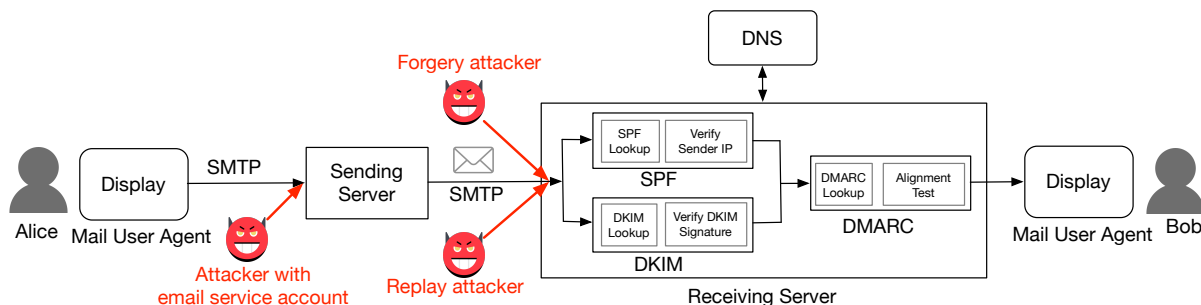 DNS
Forgery attacker
SPF
Lookup
Verify
Sender IP
SPF
SMTP
Display
Sending
Server
SMTP
DMARC
Lookup
Alignment
Test
DMARC
Display
DKIM
Lookup
Verify DKIM
Signature
DKIM
Alice
Mail User Agent
Mail User Agent
Bob
Attacker with
email service account
Replay attacker
Receiving Server